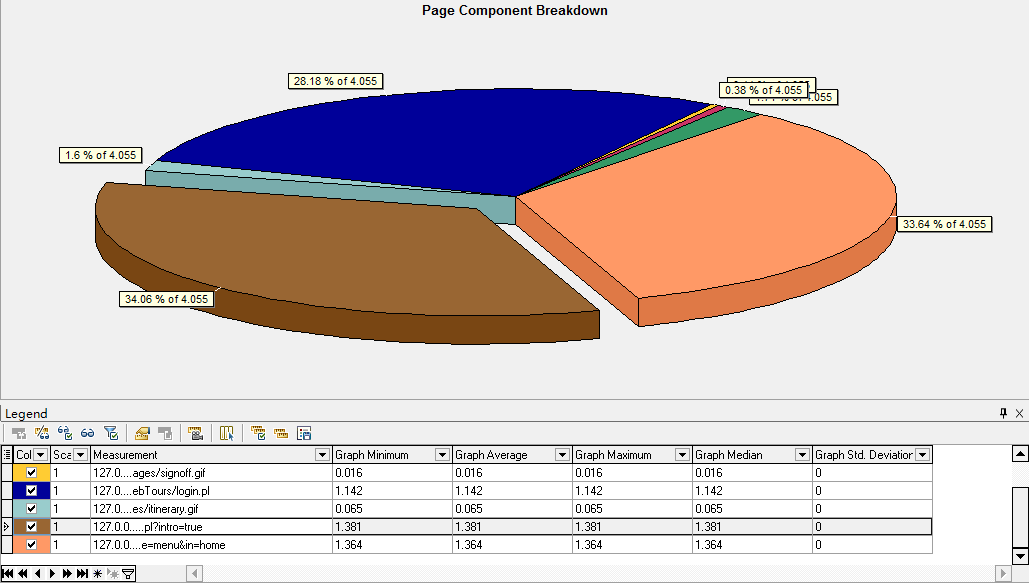 Page Component Breakdown
28.18 % of 4.055
0.38 % of 4.055
4.055
1.6 % of 4.055
33.64 % of 4.055
34.06 % of 4.055
Legend
Col Sca Measurement Graph Minimum Graph Average Graph Maximum Graph Median Graph Std. Deviation
1 127.0....ages/signoff.gif 0.016 0.016 0.016 0.016 0
1 127.0....ebTours/login.pl 1.142 1.142 1.142 1.142 0
1 127.0....es/itinerary.gif 0.065 0.065 0.065 0.065 0
1 127.0.0.....pl?intro=true 1.381 1.381 1.381 1.381 0
1 127.0.0....e=menu&in=home 1.364 1.364 1.364 1.364 0